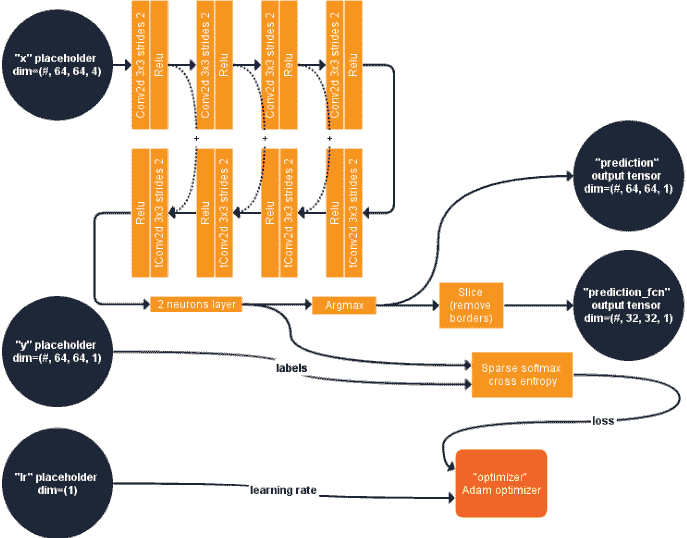 "x" placeholder
dim=(#, 64, 64, 4)
Conv2d 3x3 strides 2
Relu
Conv2d 3x3 strides 2
Relu
Conv2d 3x3 strides 2
Relu
Conv2d 3x3 strides 2
Relu
+
+
+
Relu
tConv2d 3x3 strides 2
Relu
tConv2d 3x3 strides 2
Relu
tConv2d 3x3 strides 2
Relu
tConv2d 3x3 strides 2
"prediction"
output tensor
dim=(#, 64, 64, 1)
2 neurons layer
Argmax
Slice
(remove
borders)
"prediction_fcn"
output tensor
dim=(#, 32, 32, 1)
"y" placeholder
dim=(#, 64, 64, 1)
labels
Sparse softmax
cross entropy
loss
"lr" placeholder
dim=(1)
learning rate
"optimizer"
Adam optimizer